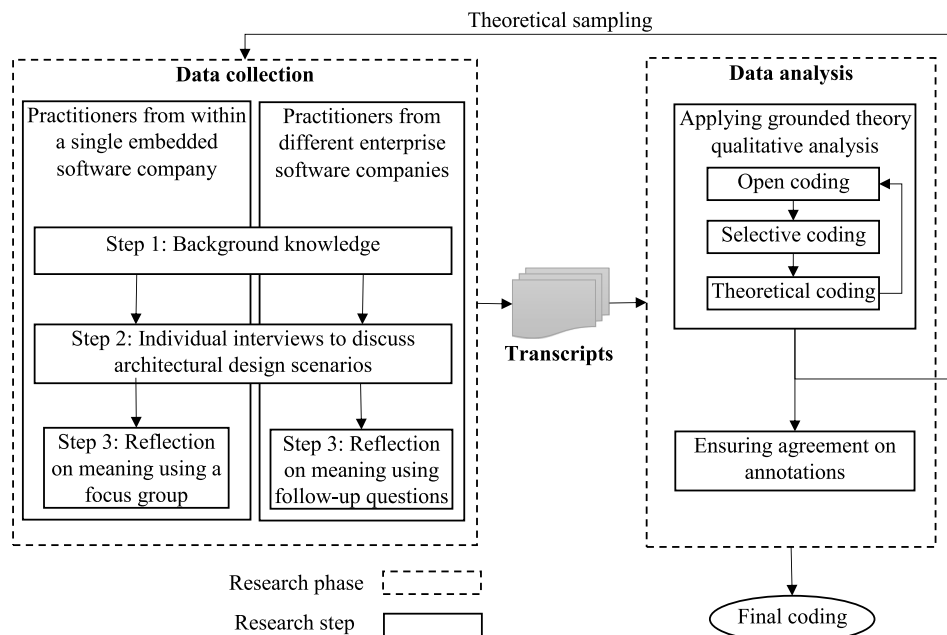 Theoretical sampling
Data collection
Practitioners from within
a single embedded
software company
Practitioners from
different enterprise
software companies
Step 1: Background knowledge
Step 2: Individual interviews to discuss
architectural design scenarios
Step 3: Reflection
on meaning using a
focus group
Step 3: Reflection
on meaning using
follow-up questions
Transcripts
Data analysis
Applying grounded theory
qualitative analysis
Open coding
Selective coding
Theoretical coding
Ensuring agreement on
annotations
Final coding
Research phase
Research step